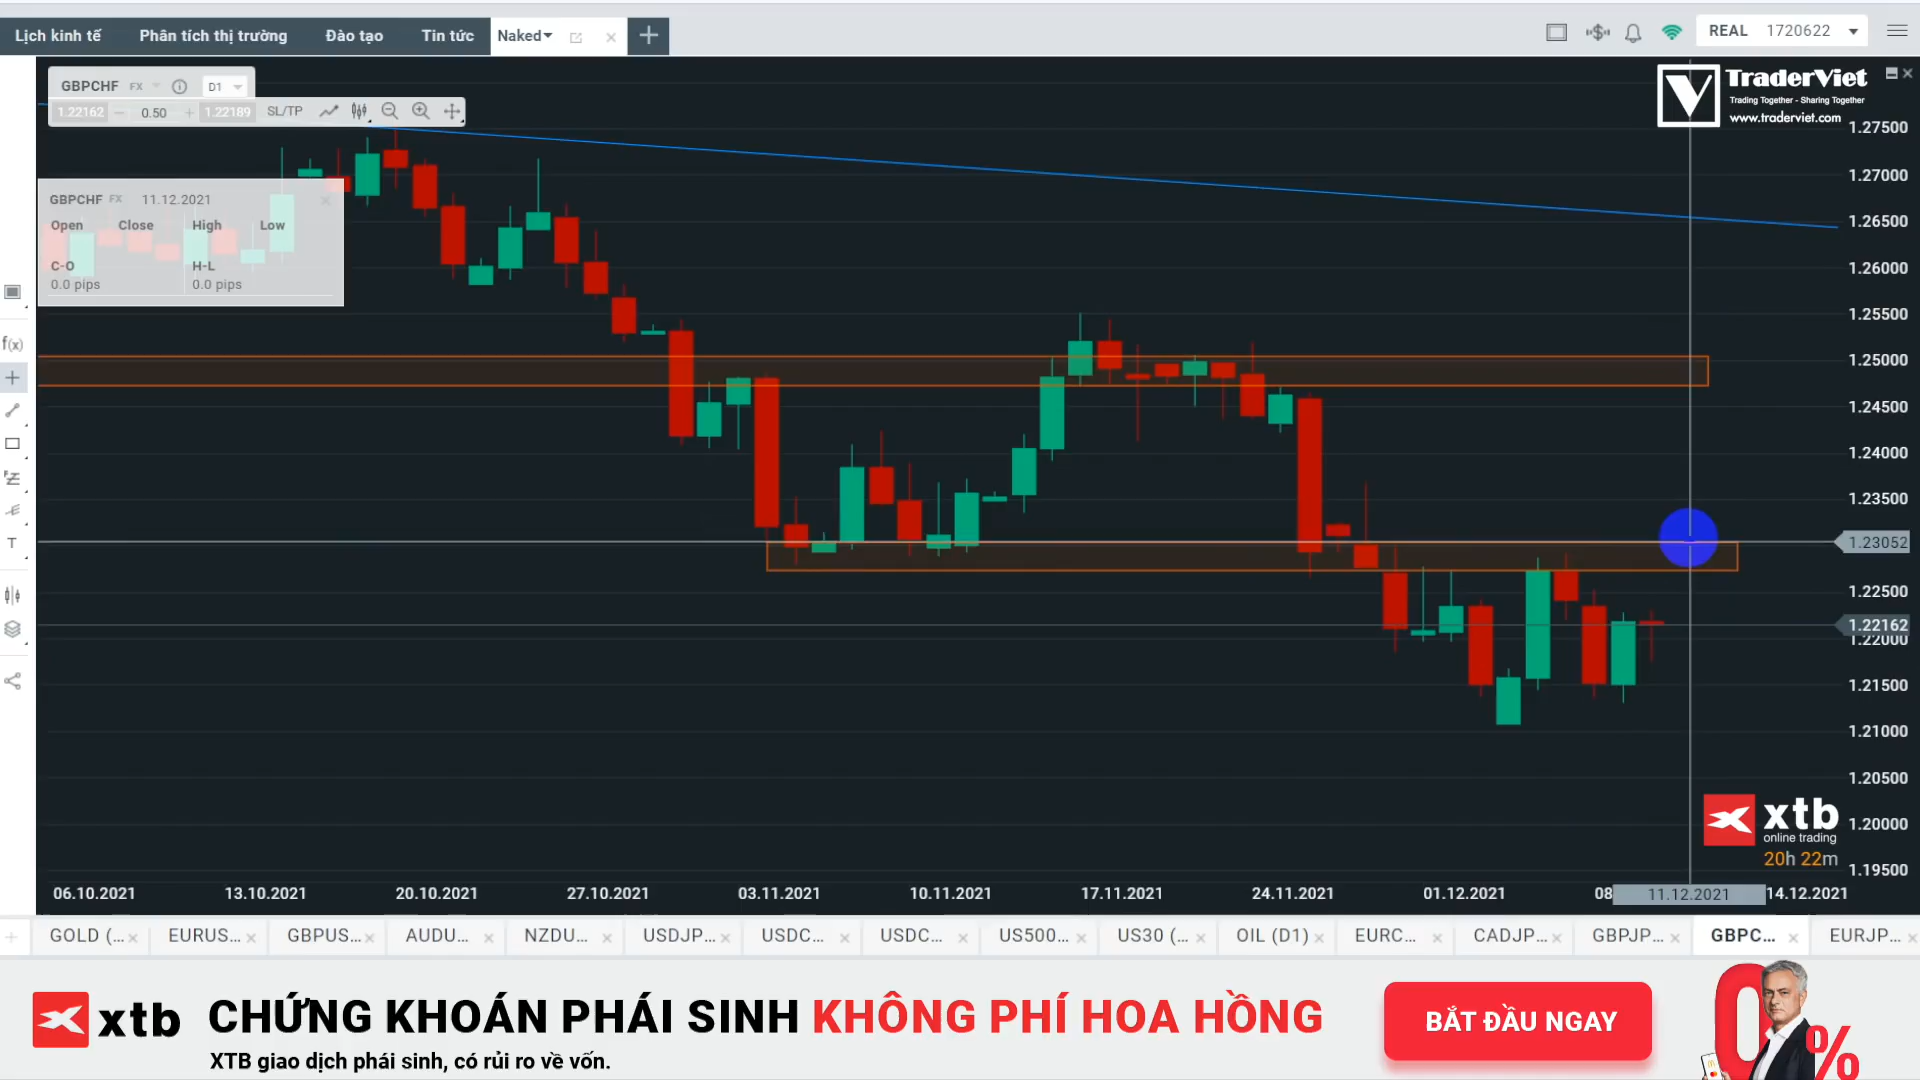 Lịch kinh tế
Phân tích thị trường
Đào tạo
Tin tức
Naked
REAL 1720622
GBPCHF FX D1
1.22162 0.50 1.22189 SL/TP
TraderViet
Trading Together - Sharing Together
www.traderviet.com
GBPCHF FX 11.12.2021
Open Close High Low
C-O H-L
0.0 pips 0.0 pips
f(x)
T
1.27500
1.27000
1.26500
1.26000
1.25500
1.25000
1.24500
1.24000
1.23500
1.23052
1.22500
1.22162
1.22000
1.21500
1.21000
1.20500
1.20000
1.19500
xtb
online trading
20h 22m
06.10.2021 13.10.2021 20.10.2021 27.10.2021 03.11.2021 10.11.2021 17.11.2021 24.11.2021 01.12.2021 08 11.12.2021 14.12.2021
GOLD (... EURUS... GBPUS... AUDU... NZDU... USDJP... USDC... USDC... US500... US30 (... OIL (D1) EURC... CADJP... GBPJP... GBPC... EURJP...
xtb CHỨNG KHOÁN PHÁI SINH KHÔNG PHÍ HOA HỒNG
XTB giao dịch phái sinh, có rủi ro về vốn.
BẮT ĐẦU NGAY
0%